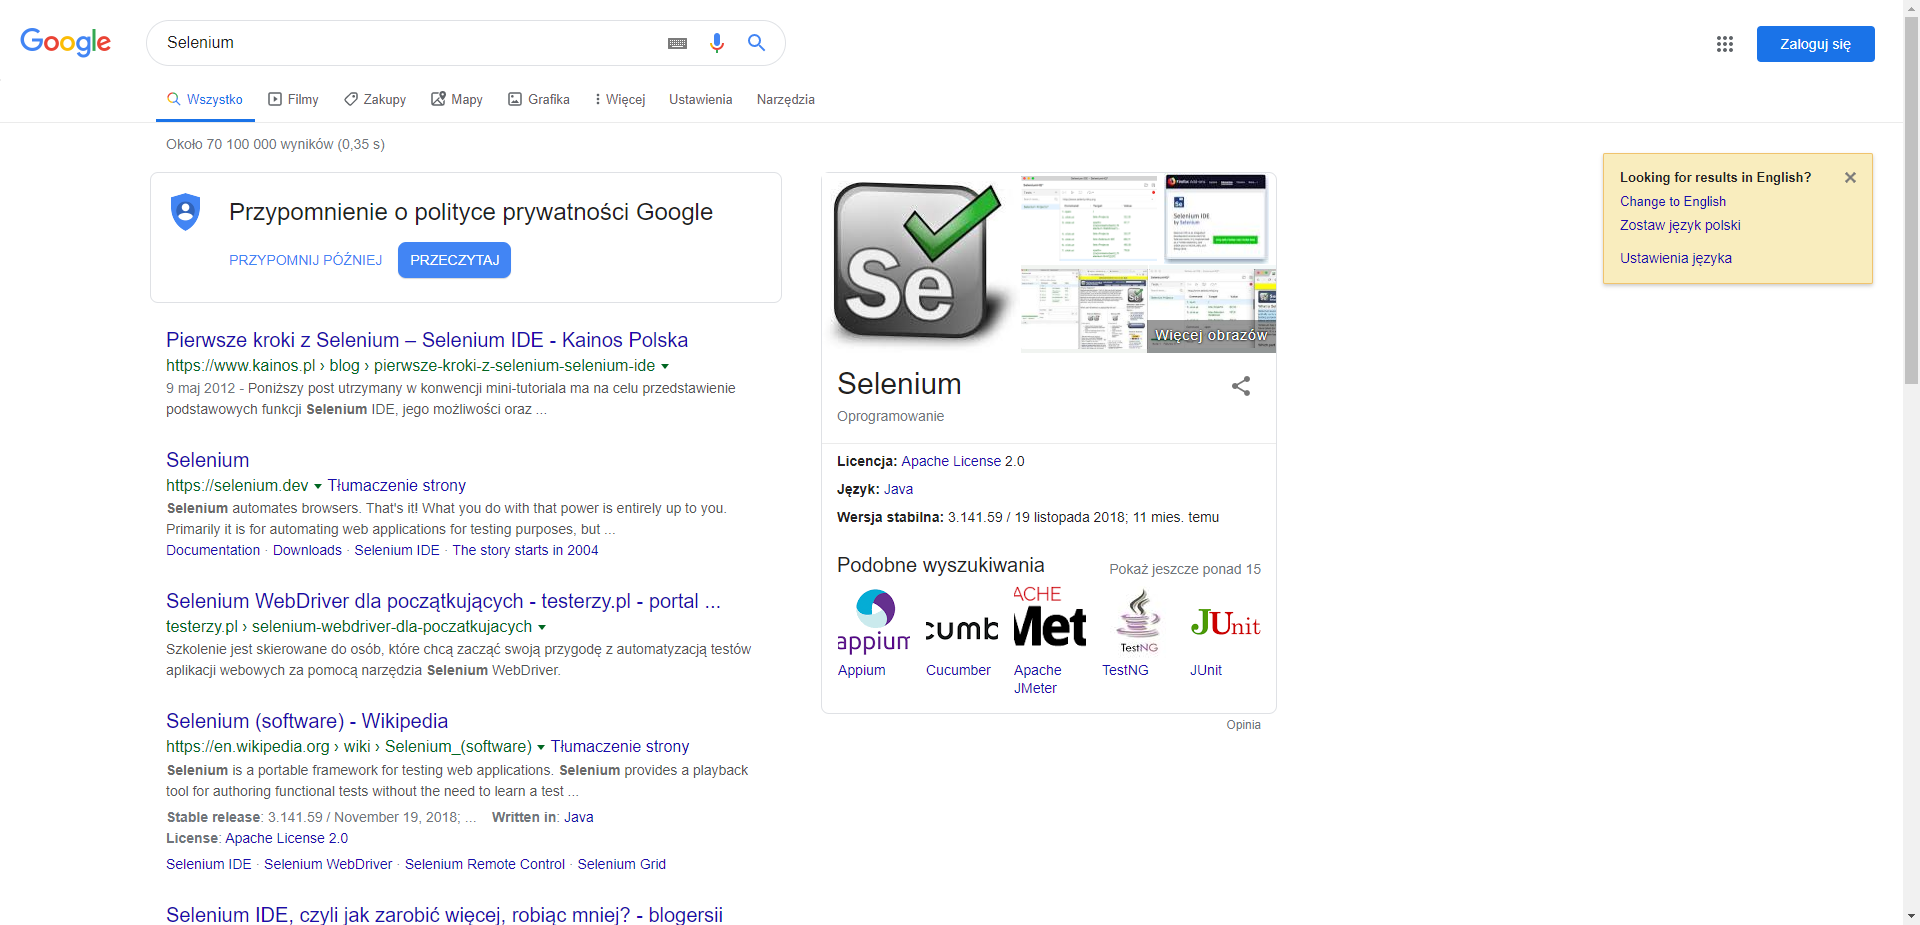 Google
Selenium
Zaloguj się
Wszystko
Filmy
Zakupy
Mapy
Grafika
Więcej
Ustawienia
Narzędzia
Około 70 100 000 wyników (0,35 s)
Przypomnienie o polityce prywatności Google
PRZYPOMNIJ PÓŹNIEJ
PRZECZYTAJ
Pierwsze kroki z Selenium – Selenium IDE - Kainos Polska
https://www.kainos.pl › blog › pierwsze-kroki-z-selenium-selenium-ide
9 maj 2012 - Poniższy post utrzymany w konwencji mini-tutoriala ma na celu przedstawienie
podstawowych funkcji Selenium IDE, jego możliwości oraz ...
Selenium
https://selenium.dev Tłumaczenie strony
Selenium automates browsers. That's it! What you do with that power is entirely up to you.
Primarily it is for automating web applications for testing purposes, but ...
Documentation · Downloads · Selenium IDE · The story starts in 2004
Selenium WebDriver dla początkujących - testerzy.pl - portal ...
testerzy.pl › selenium-webdriver-dla-poczatkujacych
Szkolenie jest skierowane do osób, które chcą zacząć swoją przygodę z automatyzacją testów
aplikacji webowych za pomocą narzędzia Selenium WebDriver.
Selenium (software) - Wikipedia
https://en.wikipedia.org › wiki › Selenium_(software) Tłumaczenie strony
Selenium is a portable framework for testing web applications. Selenium provides a playback
tool for authoring functional tests without the need to learn a test ...
Stable release: 3.141.59 / November 19, 2018; ... Written in: Java
License: Apache License 2.0
Selenium IDE · Selenium WebDriver · Selenium Remote Control · Selenium Grid
Selenium IDE, czyli jak zarobić więcej, robiąc mniej? - blogersii
Se
Se
Selenium IDE
by Selenium
Więcej obrazów
Selenium
Oprogramowanie
Licencja: Apache License 2.0
Język: Java
Wersja stabilna: 3.141.59 / 19 listopada 2018; 11 mies. temu
Podobne wyszukiwania
Pokaż jeszcze ponad 15
appium
cumb
ACHE
Met
TestNG
JUnit
Appium
Cucumber
Apache
JMeter
TestNG
JUnit
Opinia
Looking for results in English?
Change to English
Zostaw język polski
Ustawienia języka